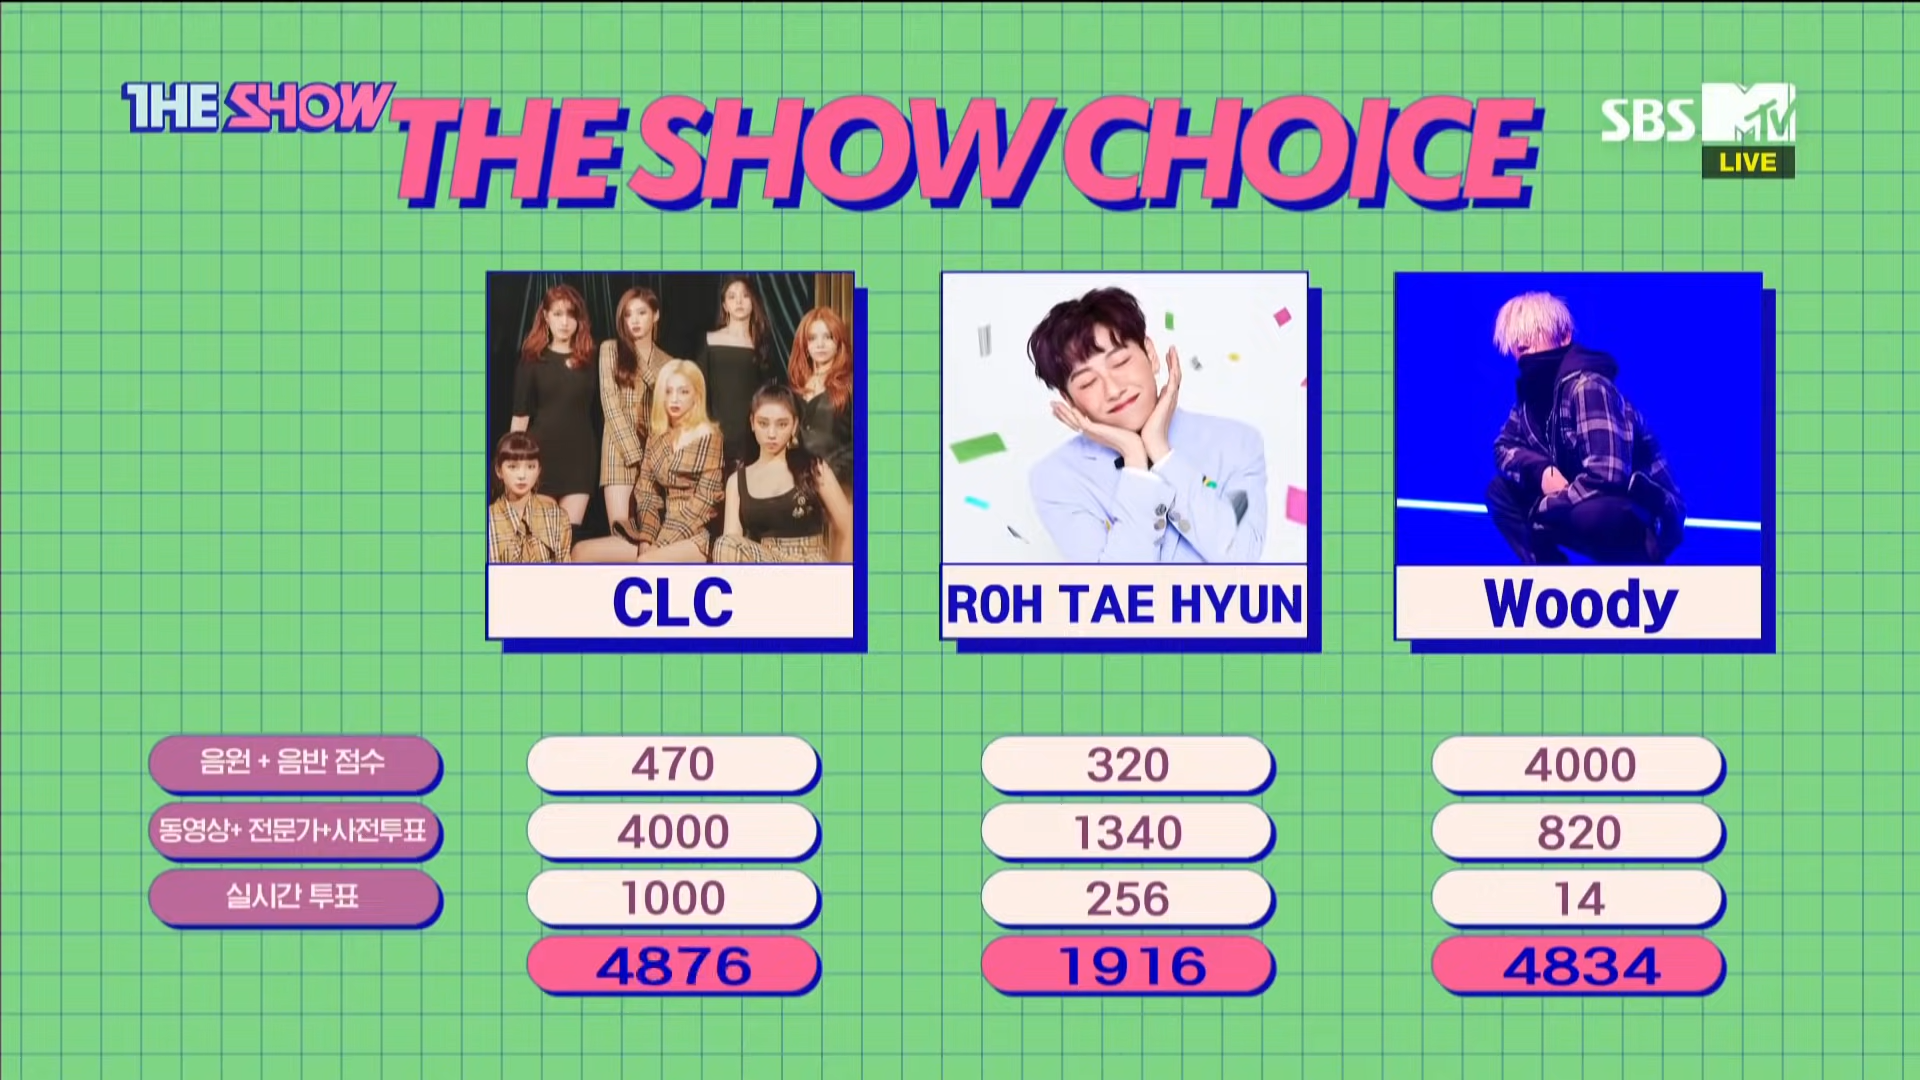 THE SHOW
THE SHOW CHOICE
SBS MTV
LIVE
CLC
ROH TAE HYUN
Woody
음원 + 음반 점수
470
320
4000
동영상+ 전문가+사전투표
4000
1340
820
실시간 투표
1000
256
14
4876
1916
4834